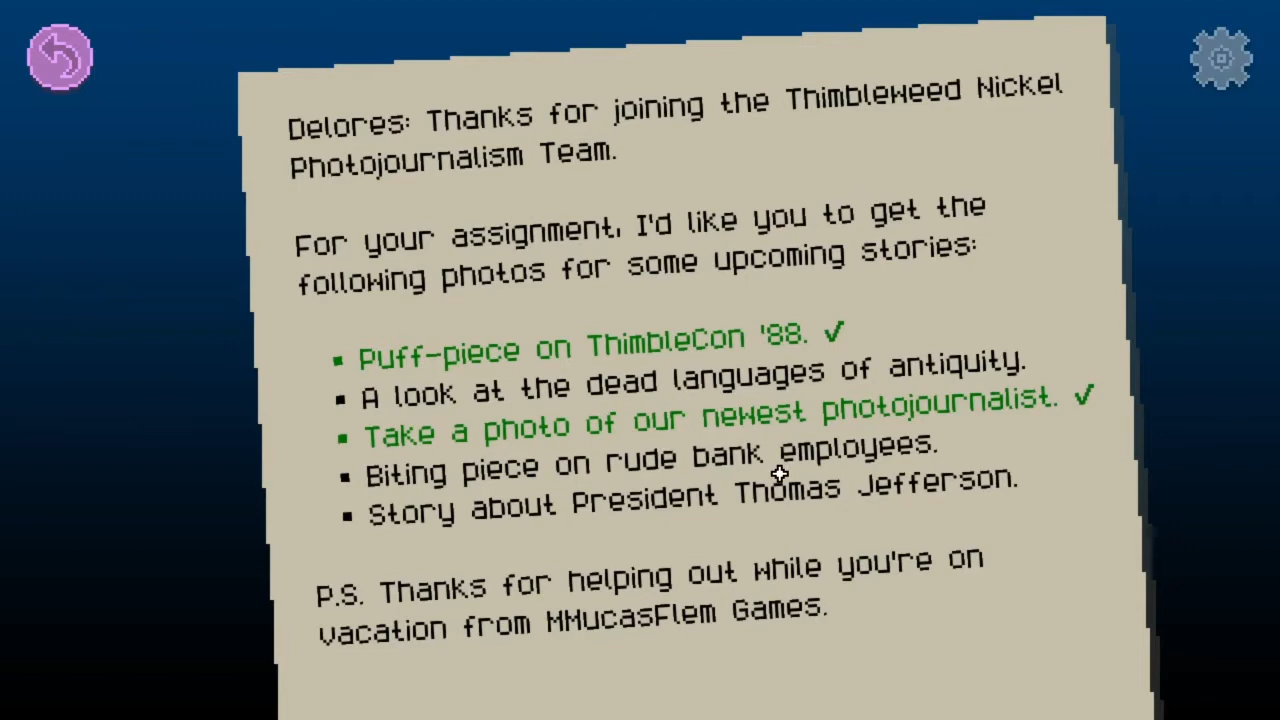 Delores: Thanks for joining the Thimbleweed Nickel
Photojournalism Team.
For your assignment, I'd like you to get the
following photos for some upcoming stories:
▪ Puff-piece on ThimbleCon '88. ✓
▪ A look at the dead languages of antiquity.
▪ Take a photo of our newest photojournalist. ✓
▪ Biting piece on rude bank employees.
▪ Story about President Thomas Jefferson.
P.S. Thanks for helping out while you're on
vacation from MMucasFlem Games.